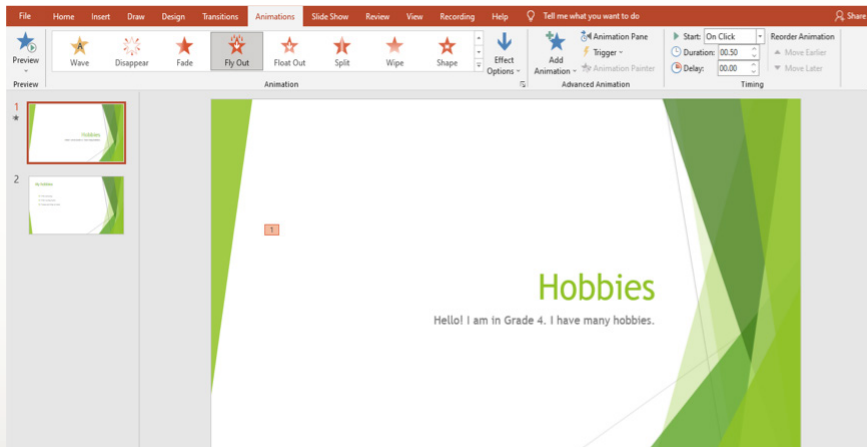 File Home Insert Draw Design Transitions Animations Slide Show Review View Recording Help Tell me what you want to do Share
Preview
Wave Disappear Fade Fly Out Float Out Split Wipe Shape
Effect Options
Add Animation
Animation Pane
Trigger
Animation Painter
Start: On Click
Duration: 00.50
Delay: 00.00
Reorder Animation
Move Earlier
Move Later
Preview Animation Advanced Animation Timing
1
Hobbies
2
My hobbies
1
Hobbies
Hello! I am in Grade 4. I have many hobbies.